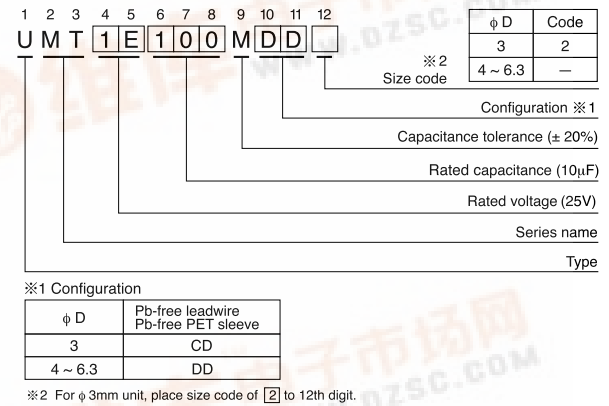 1 2 3 4 5 6 7 8 9 10 11 12
U M T 1 E 1 0 0 M D D
φ D Code
3 2
4 ~ 6.3 —
※2
Size code
Configuration ※1
Capacitance tolerance (± 20%)
Rated capacitance (10μF)
Rated voltage (25V)
Series name
Type
※1 Configuration
φ D Pb-free leadwire
Pb-free PET sleeve
3 CD
4 ~ 6.3 DD
※2 For φ 3mm unit, place size code of 2 to 12th digit.